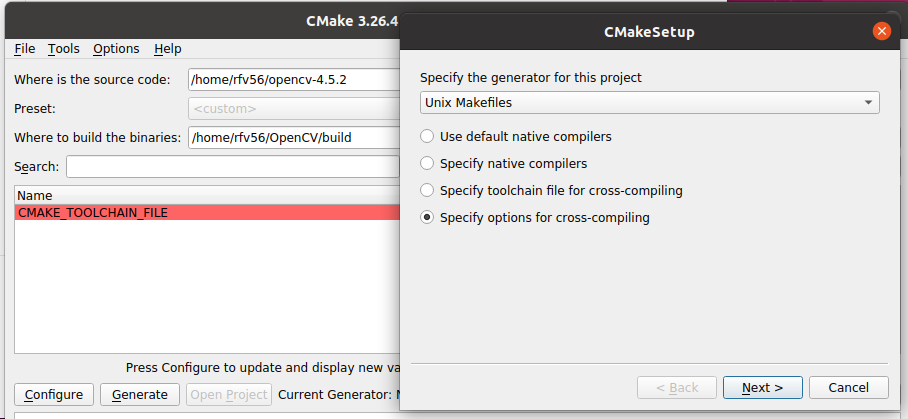 CMake 3.26.4
File Tools Options Help
Where is the source code: /home/rfv56/opencv-4.5.2
Preset: <custom>
Where to build the binaries: /home/rfv56/OpenCV/build
Search:
Name
CMAKE_TOOLCHAIN_FILE
Press Configure to update and display new va
Configure Generate Open Project Current Generator:
CMakeSetup
Specify the generator for this project
Unix Makefiles
Use default native compilers
Specify native compilers
Specify toolchain file for cross-compiling
Specify options for cross-compiling
< Back Next > Cancel